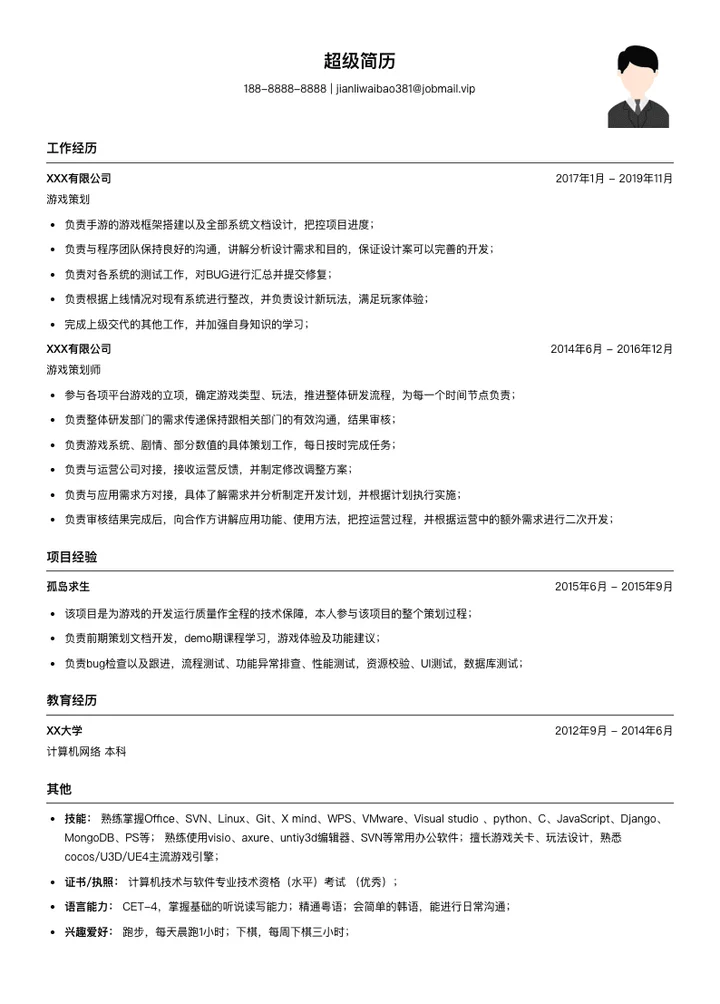 超级简历
188-8888-8888 | jianliwaibao381@jobmail.vip
工作经历
XXX有限公司 2017年1月 – 2019年11月
游戏策划
• 负责手游的游戏框架搭建以及全部系统文档设计，把控项目进度；
• 负责与程序团队保持良好的沟通，讲解分析设计需求和目的，保证设计案可以完善的开发；
• 负责对各系统的测试工作，对BUG进行汇总并提交修复；
• 负责根据上线情况对现有系统进行整改，并负责设计新玩法，满足玩家体验；
• 完成上级交代的其他工作，并加强自身知识的学习；
XXX有限公司 2014年6月 – 2016年12月
游戏策划师
• 参与各项平台游戏的立项，确定游戏类型、玩法，推进整体研发流程，为每一个时间节点负责；
• 负责整体研发部门的需求传递保持跟相关部门的有效沟通，结果审核；
• 负责游戏系统、剧情、部分数值的具体策划工作，每日按时完成任务；
• 负责与运营公司对接，接收运营反馈，并制定修改调整方案；
• 负责与应用需求方对接，具体了解需求并分析制定开发计划，并根据计划执行实施；
• 负责审核结果完成后，向合作方讲解应用功能、使用方法，把控运营过程，并根据运营中的额外需求进行二次开发；
项目经验
孤岛求生 2015年6月 – 2015年9月
• 该项目是为游戏的开发运行质量作全程的技术保障，本人参与该项目的整个策划过程；
• 负责前期策划文档开发，demo期课程学习，游戏体验及功能建议；
• 负责bug检查以及跟进，流程测试、功能异常排查、性能测试，资源校验、UI测试，数据库测试；
教育经历
XX大学 2012年9月 – 2014年6月
计算机网络 本科
其他
• 技能： 熟练掌握Office、SVN、Linux、Git、X mind、WPS、VMware、Visual studio 、python、C、JavaScript、Django、
MongoDB、PS等； 熟练使用visio、axure、untiy3d编辑器、SVN等常用办公软件；擅长游戏关卡、玩法设计，熟悉
cocos/U3D/UE4主流游戏引擎；
• 证书/执照： 计算机技术与软件专业技术资格（水平）考试 （优秀）；
• 语言能力： CET-4，掌握基础的听说读写能力；精通粤语；会简单的韩语，能进行日常沟通；
• 兴趣爱好： 跑步，每天晨跑1小时；下棋，每周下棋三小时；